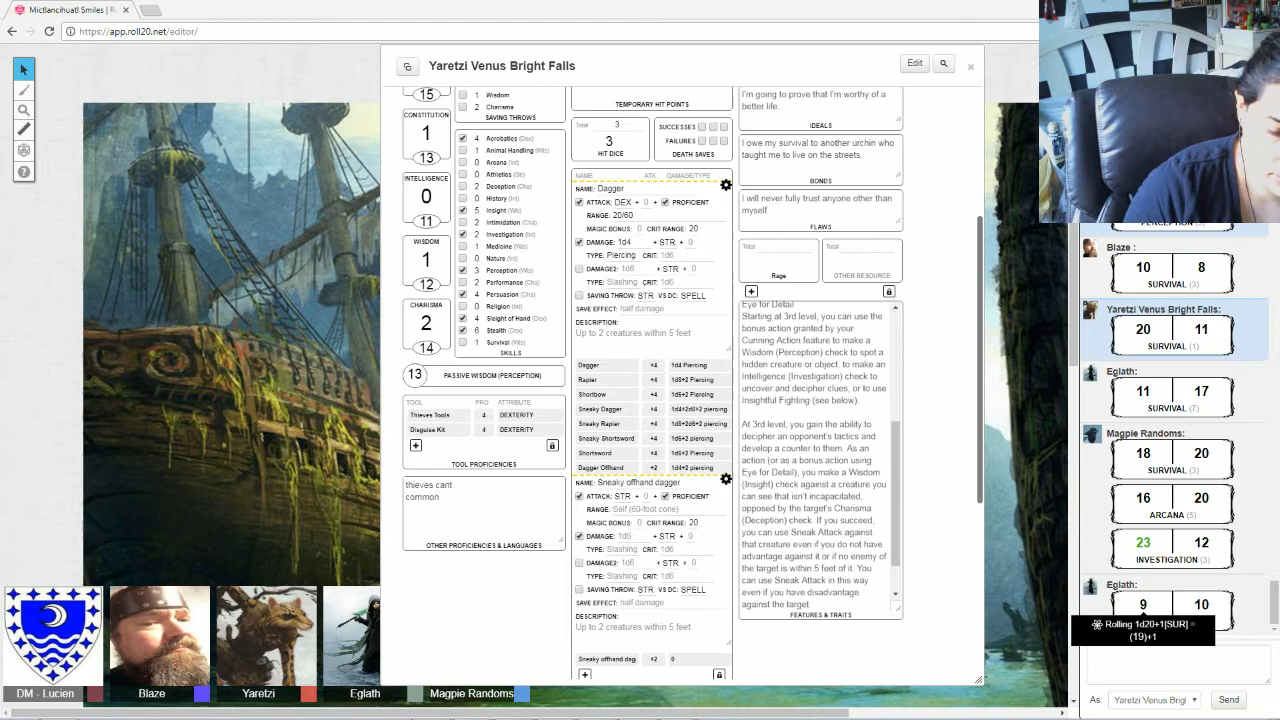 Mictlancihuatl Smiles | R
https://app.roll20.net/editor/
Yaretzi Venus Bright Falls
Edit
15
CONSTITUTION
1
13
INTELLIGENCE
0
11
WISDOM
1
12
CHARISMA
2
14
1 Wisdom
2 Charisma
SAVING THROWS
4 Acrobatics (Dex)
1 Animal Handling (Wis)
0 Arcana (Int)
0 Athletics (Str)
2 Deception (Cha)
0 History (Int)
5 Insight (Wis)
2 Intimidation (Cha)
2 Investigation (Int)
1 Medicine (Wis)
0 Nature (Int)
3 Perception (Wis)
2 Performance (Cha)
4 Persuasion (Cha)
0 Religion (Int)
4 Sleight of Hand (Dex)
6 Stealth (Dex)
1 Survival (Wis)
SKILLS
13 PASSIVE WISDOM (PERCEPTION)
TOOL PRO ATTRIBUTE
Thieves Tools 4 DEXTERITY
Disguise Kit 4 DEXTERITY
TOOL PROFICIENCIES
thieves cant
common
OTHER PROFICIENCIES & LANGUAGES
TEMPORARY HIT POINTS
Total 3
3
HIT DICE
SUCCESSES
FAILURES
DEATH SAVES
NAME ATK DAMAGE/TYPE
NAME: Dagger
ATTACK: DEX + 0 + PROFICIENT
RANGE: 20/60
MAGIC BONUS: 0 CRIT RANGE: 20
DAMAGE: 1d4 + STR + 0
TYPE: Piercing CRIT: 1d6
DAMAGE2: 1d6 + STR + 0
TYPE: Slashing CRIT: 1d6
SAVING THROW: STR VS DC: SPELL
SAVE EFFECT: half damage
DESCRIPTION:
Up to 2 creatures within 5 feet
Dagger +4 1d4 Piercing
Rapier +4 1d6+2 Piercing
Shortbow +4 1d6+2 Piercing
Sneaky Dagger +4 1d4+2d6+2 piercing
Sneaky Rapier +4 1d8+2d6+2 piercing
Sneaky Shortsword +4 1d6+2 piercing
Shortsword +4 1d6+2 Piercing
Dagger Offhand +2 1d4+2 piercing
NAME: Sneaky offhand dagger
ATTACK: STR + 0 + PROFICIENT
RANGE: Self (60-foot cone)
MAGIC BONUS: 0 CRIT RANGE: 20
DAMAGE: 1d6 + STR + 0
TYPE: Slashing CRIT: 1d6
DAMAGE2: 1d6 + STR + 0
TYPE: Slashing CRIT: 1d6
SAVING THROW: STR VS DC: SPELL
SAVE EFFECT: half damage
DESCRIPTION:
Up to 2 creatures within 5 feet
Sneaky offhand dag +2 0
I'm going to prove that I'm worthy of a
better life.
IDEALS
I owe my survival to another urchin who
taught me to live on the streets.
BONDS
I will never fully trust anyone other than
myself.
FLAWS
Total
Rage
Total
OTHER RESOURCE
Eye for Detail
Starting at 3rd level, you can use the
bonus action granted by your
Cunning Action feature to make a
Wisdom (Perception) check to spot a
hidden creature or object, to make an
Intelligence (Investigation) check to
uncover and decipher clues, or to use
Insightful Fighting (see below).
At 3rd level, you gain the ability to
decipher an opponent's tactics and
develop a counter to them. As an
action (or as a bonus action using
Eye for Detail), you make a Wisdom
(Insight) check against a creature you
can see that isn't incapacitated,
opposed by the target's Charisma
(Deception) check. If you succeed,
you can use Sneak Attack against
that creature even if you do not have
advantage against it or if no enemy of
the target is within 5 feet of it. You
can use Sneak Attack in this way
even if you have disadvantage
against the target.
FEATURES & TRAITS
PERCEPTION
Blaze :
10 8
SURVIVAL (3)
Yaretzi Venus Bright Falls:
20 11
SURVIVAL (1)
Eglath:
11 17
SURVIVAL (7)
Magpie Randoms:
18 20
SURVIVAL (3)
16 20
ARCANA (5)
23 12
INVESTIGATION (3)
Eglath:
9 10
Rolling 1d20+1[SUR] =
(19)+1
As: Yaretzi Venus Brigl
Send
DM - Lucien
Blaze
Yaretzi
Eglath
Magpie Randoms